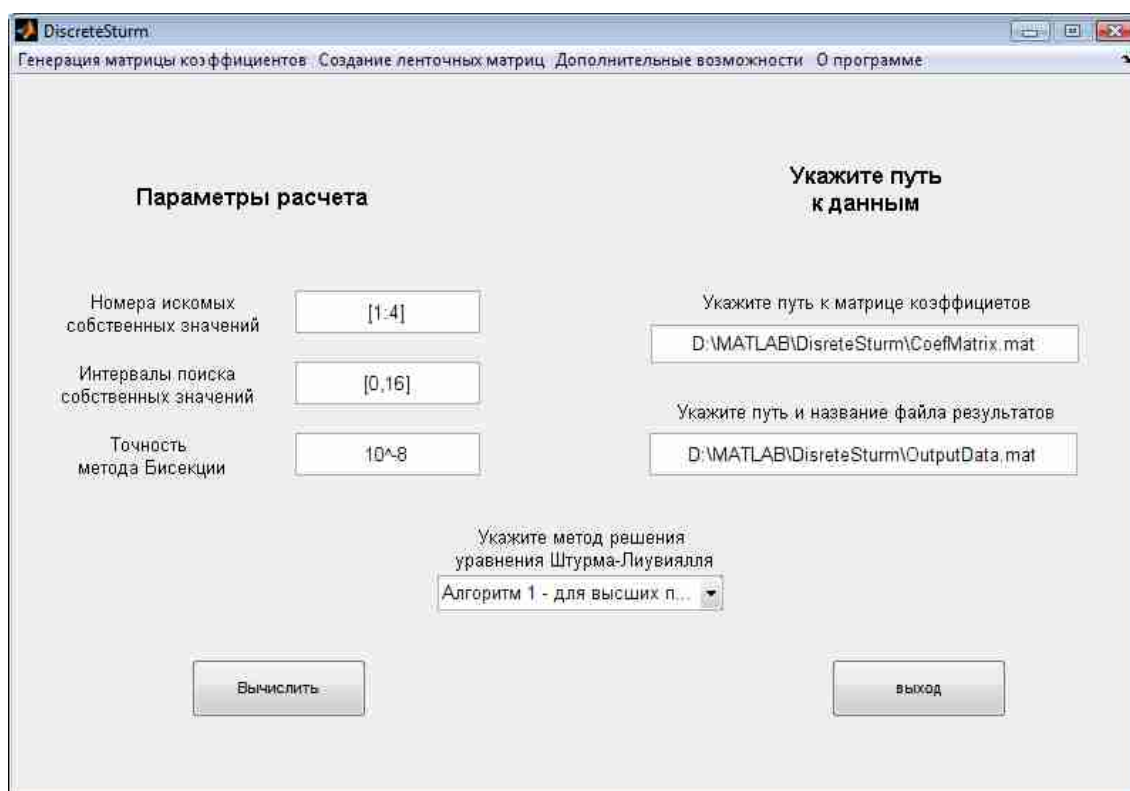 DiscreteSturm
Генерация матрицы коэффициентов Создание ленточных матриц Дополнительные возможности О программе
Параметры расчета
Номера искомых
собственных значений
[1:4]
Интервалы поиска
собственных значений
[0,16]
Точность
метода Бисекции
10^-8
Укажите путь
к данным
Укажите путь к матрице коэффициетов
D:\MATLAB\DisreteSturm\CoefMatrix.mat
Укажите путь и название файла результатов
D:\MATLAB\DisreteSturm\OutputData.mat
Укажите метод решения
уравнения Штурма-Лиувиялля
Алгоритм 1 - для высших п...
Вычислить
выход